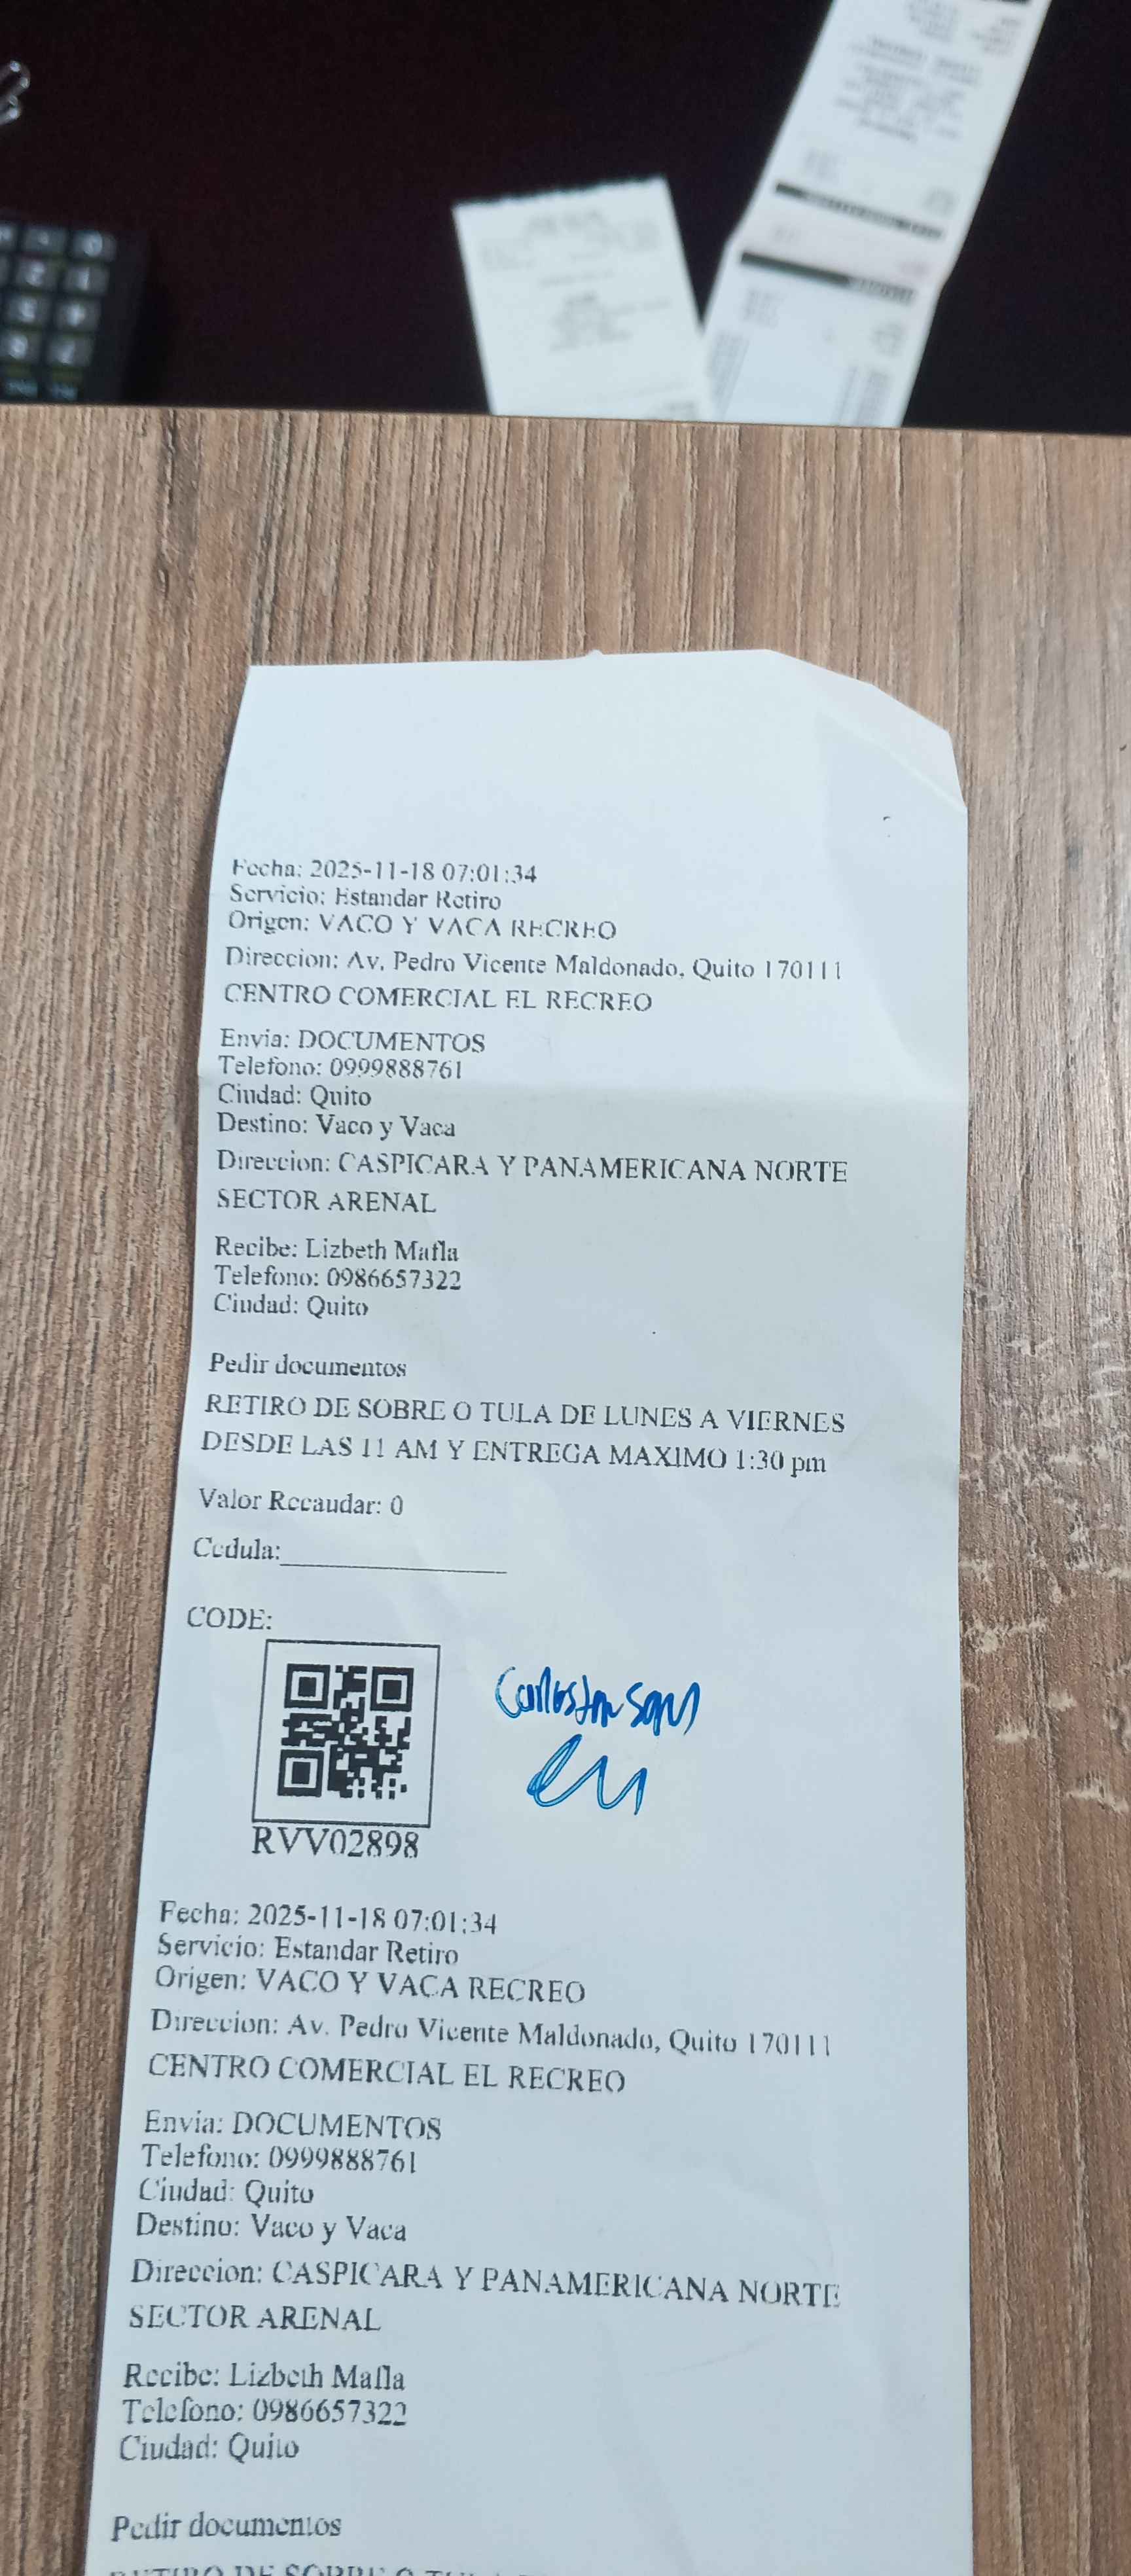 Fecha: 2025-11-18 07:01:34
Servicio: Estandar Retiro
Origen: VACO Y VACA RECREO
Direccion: Av. Pedro Vicente Maldonado, Quito 170111
CENTRO COMERCIAL EL RECREO
Envia: DOCUMENTOS
Telefono: 0999888761
Ciudad: Quito
Destino: Vaco y Vaca
Direccion: CASPICARA Y PANAMERICANA NORTE
SECTOR ARENAL
Recibe: Lizbeth Mafla
Telefono: 0986657322
Ciudad: Quito
Pedir documentos
RETIRO DE SOBRE O TULA DE LUNES A VIERNES
DESDE LAS 11 AM Y ENTREGA MAXIMO 1:30 pm
Valor Recaudar: 0
Cedula:
CODE:
RVV02898
Fecha: 2025-11-18 07:01:34
Servicio: Estandar Retiro
Origen: VACO Y VACA RECREO
Direccion: Av. Pedro Vicente Maldonado, Quito 170111
CENTRO COMERCIAL EL RECREO
Envia: DOCUMENTOS
Telefono: 0999888761
Ciudad: Quito
Destino: Vaco y Vaca
Direccion: CASPICARA Y PANAMERICANA NORTE
SECTOR ARENAL
Recibe: Lizbeth Mafla
Telefono: 0986657322
Ciudad: Quito
Pedir documentos